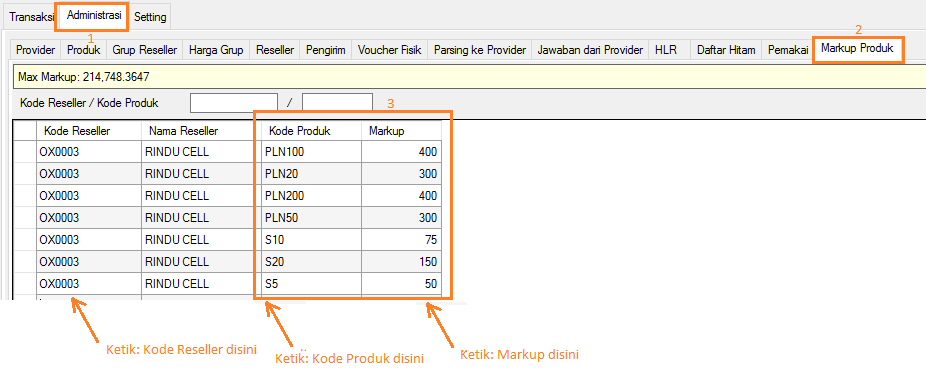 Transaksi Administrasi Setting
1 2
Provider Produk Grup Reseller Harga Grup Reseller Pengirim Voucher Fisik Parsing ke Provider Jawaban dari Provider HLR Daftar Hitam Pemakai Markup Produk
Max Markup: 214,748.3647
Kode Reseller / Kode Produk / 3
Kode Reseller Nama Reseller Kode Produk Markup
OX0003 RINDU CELL PLN100 400
OX0003 RINDU CELL PLN20 300
OX0003 RINDU CELL PLN200 400
OX0003 RINDU CELL PLN50 300
OX0003 RINDU CELL S10 75
OX0003 RINDU CELL S20 150
OX0003 RINDU CELL S5 50
Ketik: Kode Reseller disini
Ketik: Kode Produk disini
Ketik: Markup disini